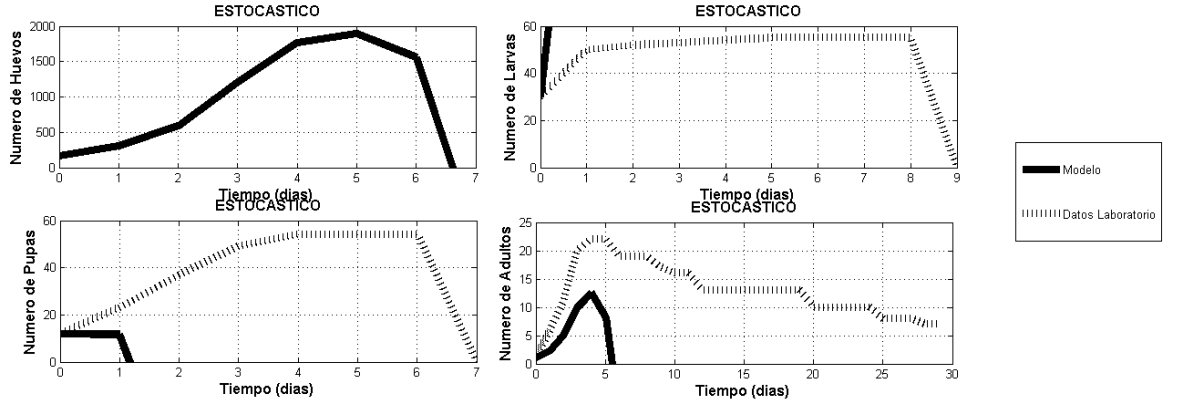 ESTOCASTICO
2000
1500
1000
500
0
Numero de Huevos
0 1 2 3 4 5 6 7
Tiempo (dias)
ESTOCASTICO
60
40
20
0
Numero de Larvas
0 1 2 3 4 5 6 7 8 9
Tiempo (dias)
ESTOCASTICO
60
40
20
0
Numero de Pupas
0 1 2 3 4 5 6 7
Tiempo (dias)
ESTOCASTICO
25
20
15
10
5
0
Numero de Adultos
0 5 10 15 20 25 30
Tiempo (dias)
Modelo
Datos Laboratorio